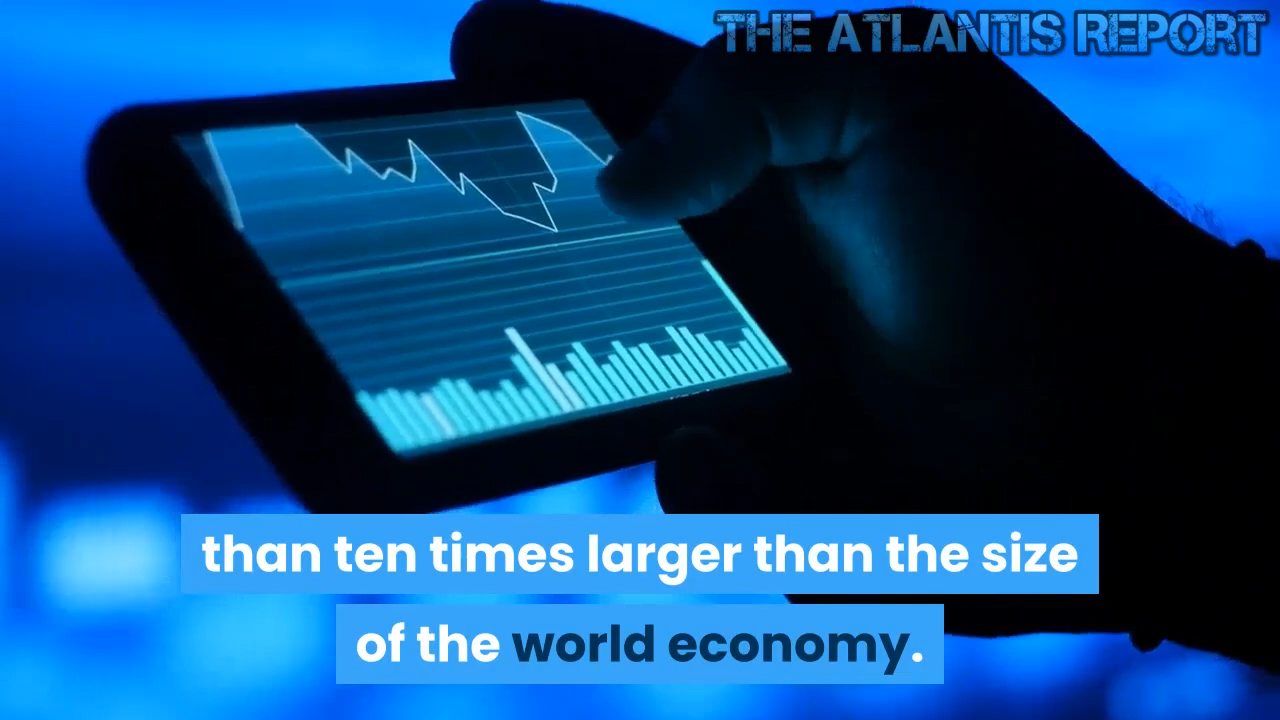 THE ATLANTIS REPORT
than ten times larger than the size
of the world economy.